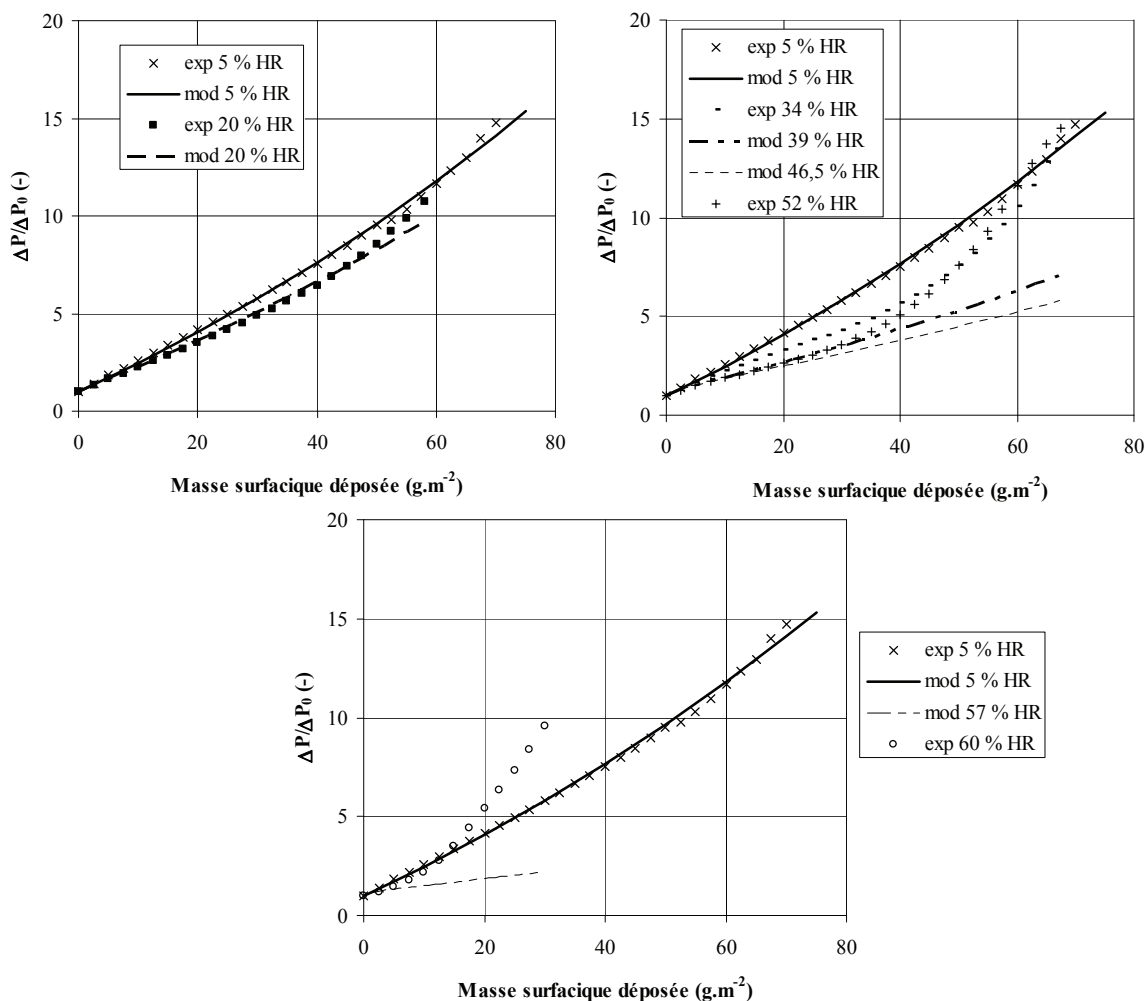 20
15
10
5
0
ΔP/ΔP₀ (-)
exp 5 % HR
mod 5 % HR
exp 20 % HR
mod 20 % HR
0 20 40 60 80
Masse surfacique déposée (g.m⁻²)
20
15
10
5
0
ΔP/ΔP₀ (-)
exp 5 % HR
mod 5 % HR
exp 34 % HR
mod 39 % HR
mod 46,5 % HR
exp 52 % HR
0 20 40 60 80
Masse surfacique déposée (g.m⁻²)
20
15
10
5
0
ΔP/ΔP₀ (-)
exp 5 % HR
mod 5 % HR
mod 57 % HR
exp 60 % HR
0 20 40 60 80
Masse surfacique déposée (g.m⁻²)